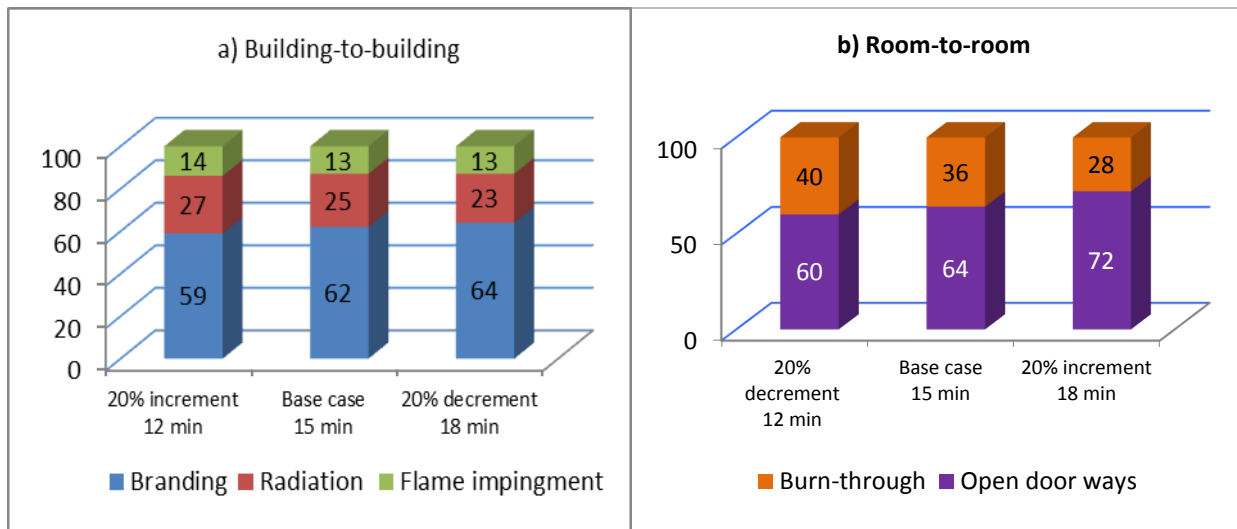 a) Building-to-building
100
80
60
40
20
0
14
13
13
27
25
23
59
62
64
20% increment
12 min
Base case
15 min
20% decrement
18 min
Branding
Radiation
Flame impingment
b) Room-to-room
100
50
0
40
36
28
60
64
72
20%
decrement
12 min
Base case
15 min
20% increment
18 min
Burn-through
Open door ways